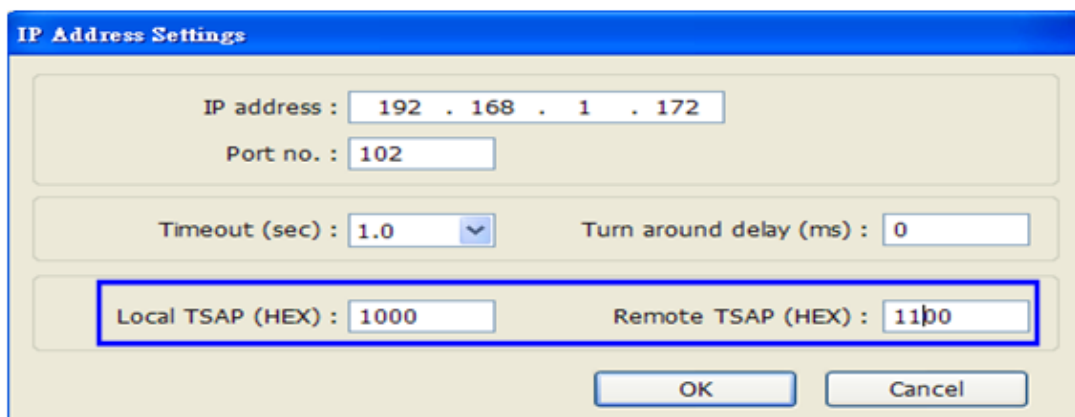 IP Address Settings
IP address : 192 . 168 . 1 . 172
Port no. : 102
Timeout (sec) : 1.0 Turn around delay (ms) : 0
Local TSAP (HEX) : 1000 Remote TSAP (HEX) : 1100
OK Cancel